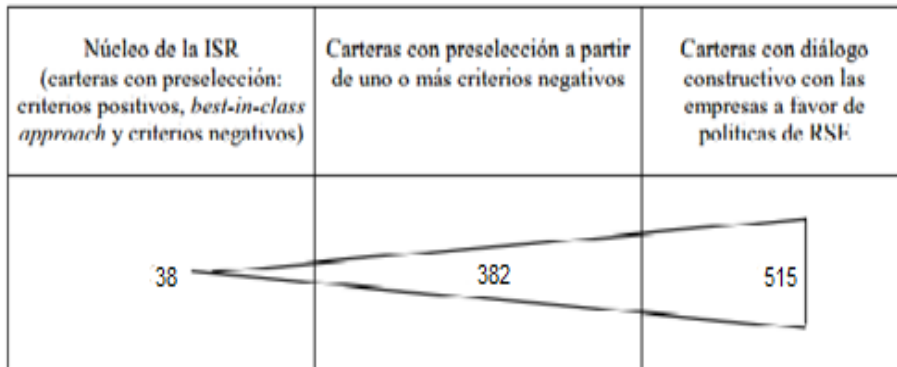 Núcleo de la ISR
(carteras con preselección:
criterios positivos, best-in-class
approach y criterios negativos)
Carteras con preselección a partir
de uno o más criterios negativos
Carteras con diálogo
constructivo con las
empresas a favor de
políticas de RSE
38
382
515